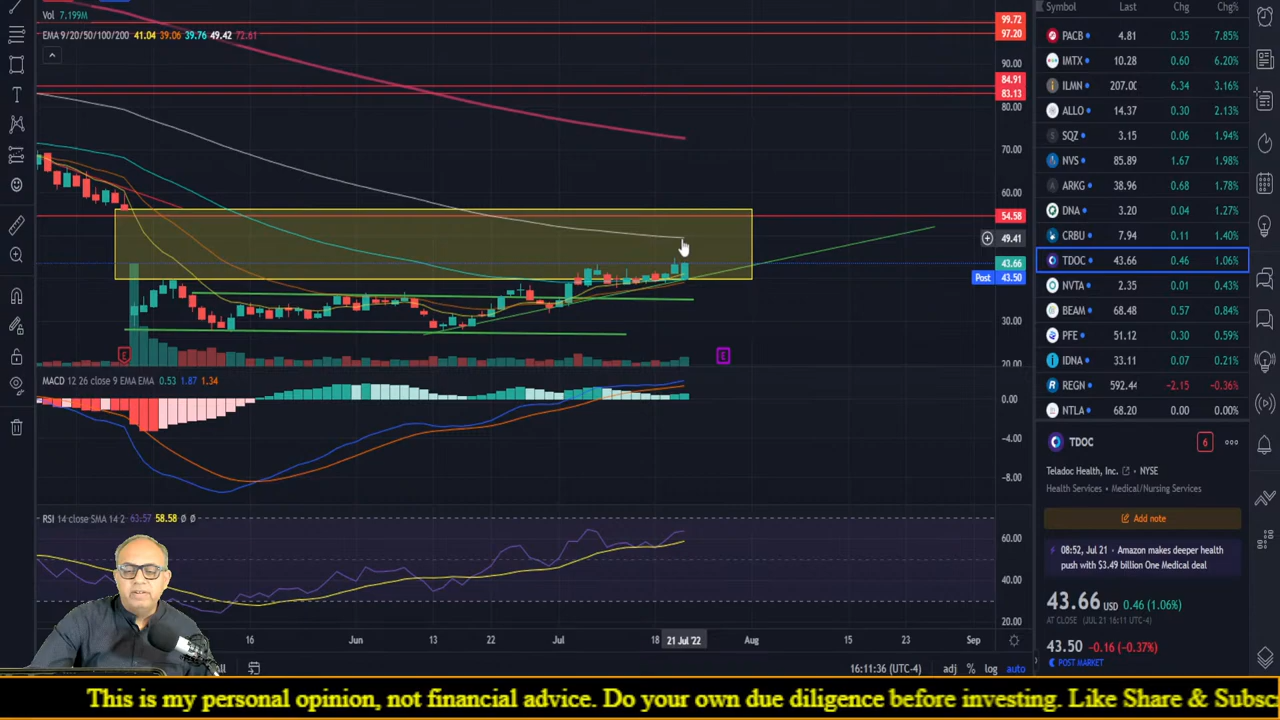 Vol 7.199M
EMA 9/20/50/100/200 41.04 39.06 39.76 49.42 72.61
99.72
97.20
90.00
84.91
83.13
80.00
70.00
60.00
54.58
49.41
43.66
Post 43.50
30.00
20.00
E
E
MACD 12 26 close 9 EMA EMA 0.53 1.87 1.34
0.00
−4.00
−8.00
RSI 14 close SMA 14 2 63.57 58.58 Ø Ø
60.00
40.00
20.00
16 Jun 13 22 Jul 18 21 Jul '22 Aug 15 23 Sep
16:11:36 (UTC-4) adj % log auto
Symbol Last Chg Chg%
PACB 4.81 0.35 7.85%
IMTX 10.28 0.60 6.20%
ILMN 207.00 6.34 3.16%
ALLO 14.37 0.30 2.13%
SQZ 3.15 0.06 1.94%
NVS 85.89 1.67 1.98%
ARKG 38.96 0.68 1.78%
DNA 3.20 0.04 1.27%
CRBU 7.94 0.11 1.40%
TDOC 43.66 0.46 1.06%
NVTA 2.35 0.01 0.43%
BEAM 68.48 0.57 0.84%
PFE 51.12 0.30 0.59%
IDNA 33.11 0.07 0.21%
REGN 592.44 −2.15 −0.36%
NTLA 68.20 0.00 0.00%
TDOC 6
Teladoc Health, Inc. • NYSE
Health Services • Medical/Nursing Services
Add note
08:52, Jul 21 • Amazon makes deeper health
push with $3.49 billion One Medical deal
43.66 USD 0.46 (1.06%)
AT CLOSE (JUL 21 16:11 UTC-4)
43.50 −0.16 (−0.37%)
POST MARKET
This is my personal opinion, not financial advice. Do your own due diligence before investing. Like Share & Subsc